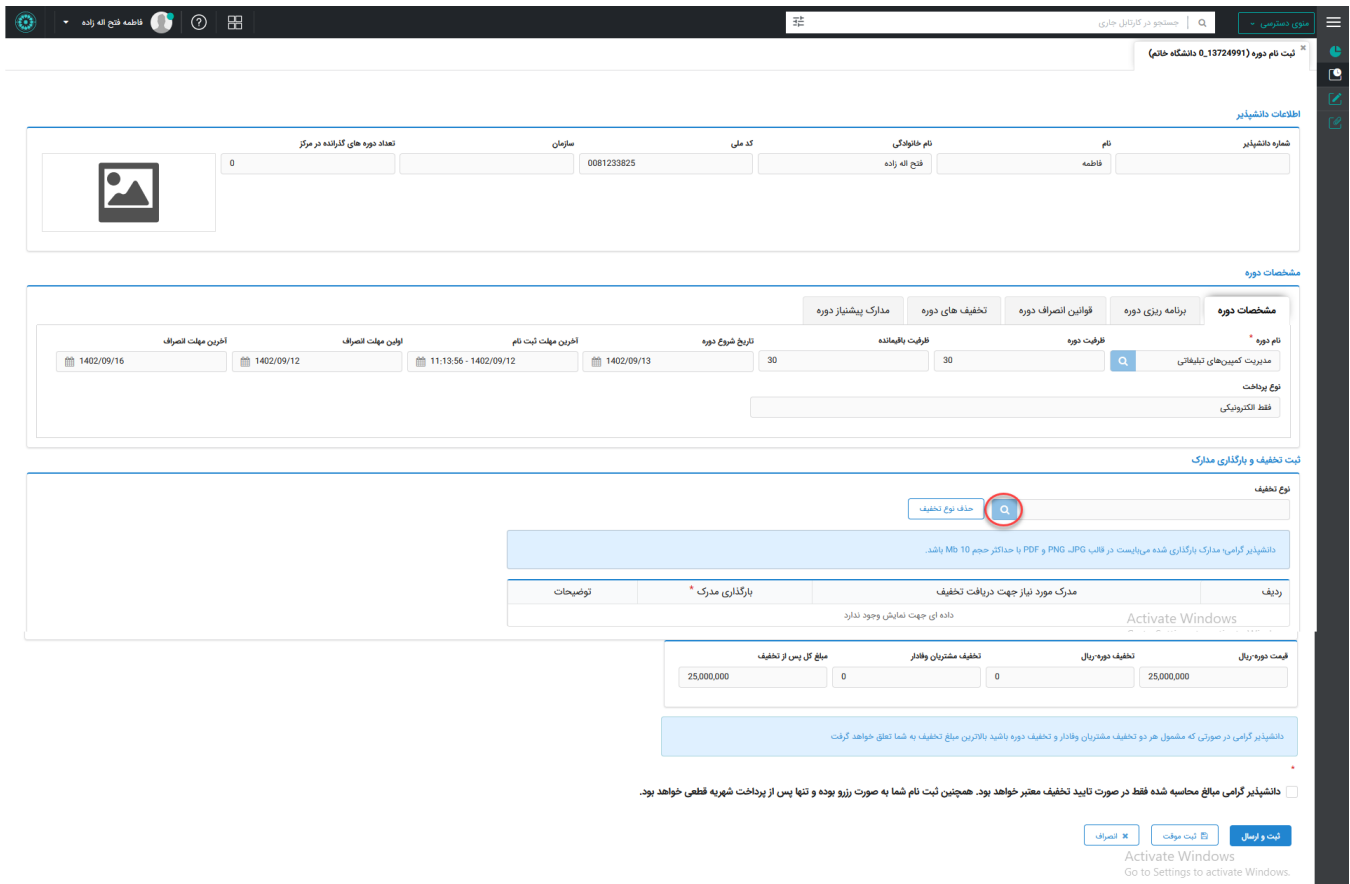 منوی دسترسی
جستجو در کارتابل جاری
فاطمه فتح اله زاده
ثبت نام دوره (13724991_0 دانشگاه خاتم)
اطلاعات دانشپذیر
شماره دانشپذیر نام نام خانوادگی کد ملی سازمان تعداد دوره های گذرانده در مرکز
فاطمه فتح اله زاده 0081233825 0
مشخصات دوره
مشخصات دوره برنامه ریزی دوره قوانین انصراف دوره تخفیف های دوره مدارک پیشنیاز دوره
نام دوره * ظرفیت دوره ظرفیت باقیمانده تاریخ شروع دوره آخرین مهلت ثبت نام اولین مهلت انصراف آخرین مهلت انصراف
مدیریت کمپین‌های تبلیغاتی 30 30 1402/09/13 11:13:56 - 1402/09/12 1402/09/12 1402/09/16
نوع پرداخت
فقط الکترونیکی
ثبت تخفیف و بارگذاری مدارک
نوع تخفیف
حذف نوع تخفیف
دانشپذیر گرامی؛ مدارک بارگذاری شده می‌بایست در قالب JPG، PNG و PDF با حداکثر حجم 10 Mb باشد.
ردیف مدرک مورد نیاز جهت دریافت تخفیف بارگذاری مدرک * توضیحات
داده ای جهت نمایش وجود ندارد
Activate Windows
قیمت دوره-ریال تخفیف دوره-ریال تخفیف مشتریان وفادار مبلغ کل پس از تخفیف
25,000,000 0 0 25,000,000
دانشپذیر گرامی در صورتی که مشمول هر دو تخفیف مشتریان وفادار و تخفیف دوره باشید بالاترین مبلغ تخفیف به شما تعلق خواهد گرفت
*
دانشپذیر گرامی مبالغ محاسبه شده فقط در صورت تایید تخفیف معتبر خواهد بود. همچنین ثبت نام شما به صورت رزرو بوده و تنها پس از پرداخت شهریه قطعی خواهد بود.
ثبت و ارسال ثبت موقت انصراف
Activate Windows
Go to Settings to activate Windows.